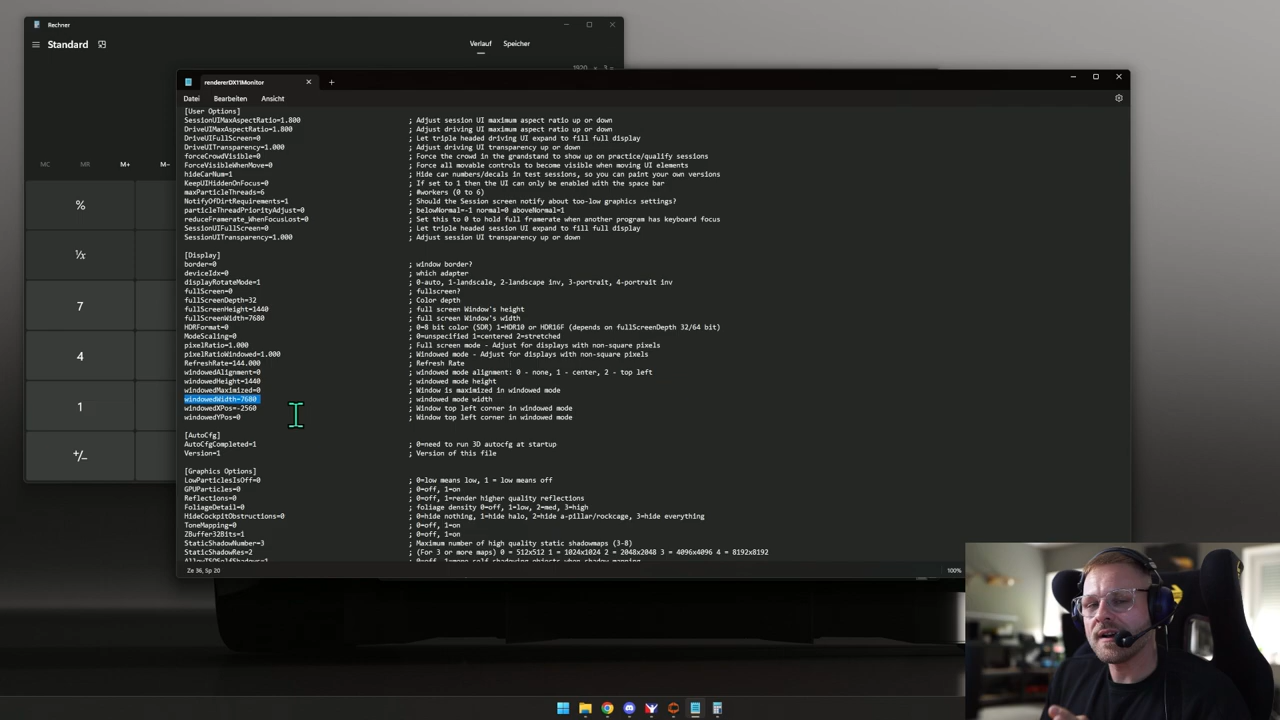 Rechner
Standard
Verlauf
Speicher
1920 × 3 =
MC
MR
M+
M−
%
¹/x
7
4
1
+/−
rendererDX11Monitor
Datei
Bearbeiten
Ansicht
[User Options]
SessionUIMaxAspectRatio=1.800 ; Adjust session UI maximum aspect ratio up or down
DriveUIMaxAspectRatio=1.800 ; Adjust driving UI maximum aspect ratio up or down
DriveUIFullScreen=0 ; Let triple headed driving UI expand to fill full display
DriveUITransparency=1.000 ; Adjust driving UI transparency up or down
forceCrowdVisible=0 ; Force the crowd in the grandstand to show up on practice/qualify sessions
ForceVisibleWhenMove=0 ; Force all movable controls to become visible when moving UI elements
hideCarNum=1 ; Hide car numbers/decals in test sessions, so you can paint your own versions
KeepUIHiddenOnFocus=0 ; If set to 1 then the UI can only be enabled with the space bar
maxParticleThreads=6 ; #workers (0 to 6)
NotifyOfDirtRequirements=1 ; Should the Session screen notify about too-low graphics settings?
particleThreadPriorityAdjust=0 ; belowNormal=-1 normal=0 aboveNormal=1
reduceFramerate_WhenFocusLost=0 ; Set this to 0 to hold full framerate when another program has keyboard focus
SessionUIFullScreen=0 ; Let triple headed session UI expand to fill full display
SessionUITransparency=1.000 ; Adjust session UI transparency up or down
[Display]
border=0 ; window border?
deviceIdx=0 ; which adapter
displayRotateMode=1 ; 0-auto, 1-landscale, 2-landscape inv, 3-portrait, 4-portrait inv
fullScreen=0 ; fullscreen?
fullScreenDepth=32 ; Color depth
fullScreenHeight=1440 ; full screen Window's height
fullScreenWidth=7680 ; full screen Window's width
HDRFormat=0 ; 0=8 bit color (SDR) 1=HDR10 or HDR16F (depends on fullScreenDepth 32/64 bit)
ModeScaling=0 ; 0=unspecified 1=centered 2=stretched
pixelRatio=1.000 ; Full screen mode - Adjust for displays with non-square pixels
pixelRatioWindowed=1.000 ; Windowed mode - Adjust for displays with non-square pixels
RefreshRate=144.000 ; Refresh Rate
windowedAlignment=0 ; windowed mode alignment: 0 - none, 1 - center, 2 - top left
windowedHeight=1440 ; windowed mode height
windowedMaximized=0 ; Window is maximized in windowed mode
windowedWidth=7680 ; windowed mode width
windowedXPos=-2560 ; Window top left corner in windowed mode
windowedYPos=0 ; Window top left corner in windowed mode
[AutoCfg]
AutoCfgCompleted=1 ; 0=need to run 3D autocfg at startup
Version=1 ; Version of this file
[Graphics Options]
LowParticlesIsOff=0 ; 0=low means low, 1 = low means off
GPUParticles=0 ; 0=off, 1=on
Reflections=0 ; 0=off, 1=render higher quality reflections
FoliageDetail=0 ; foliage density 0=off, 1=low, 2=med, 3=high
HideCockpitObstructions=0 ; 0=hide nothing, 1=hide halo, 2=hide a-pillar/rockcage, 3=hide everything
ToneMapping=0 ; 0=off, 1=on
ZBuffer32Bits=1 ; 0=off, 1=on
StaticShadowNumber=3 ; Maximum number of high quality static shadowmaps (3-8)
StaticShadowRes=2 ; (For 3 or more maps) 0 = 512x512 1 = 1024x1024 2 = 2048x2048 3 = 4096x4096 4 = 8192x8192
Ze 36, Sp 20
100%